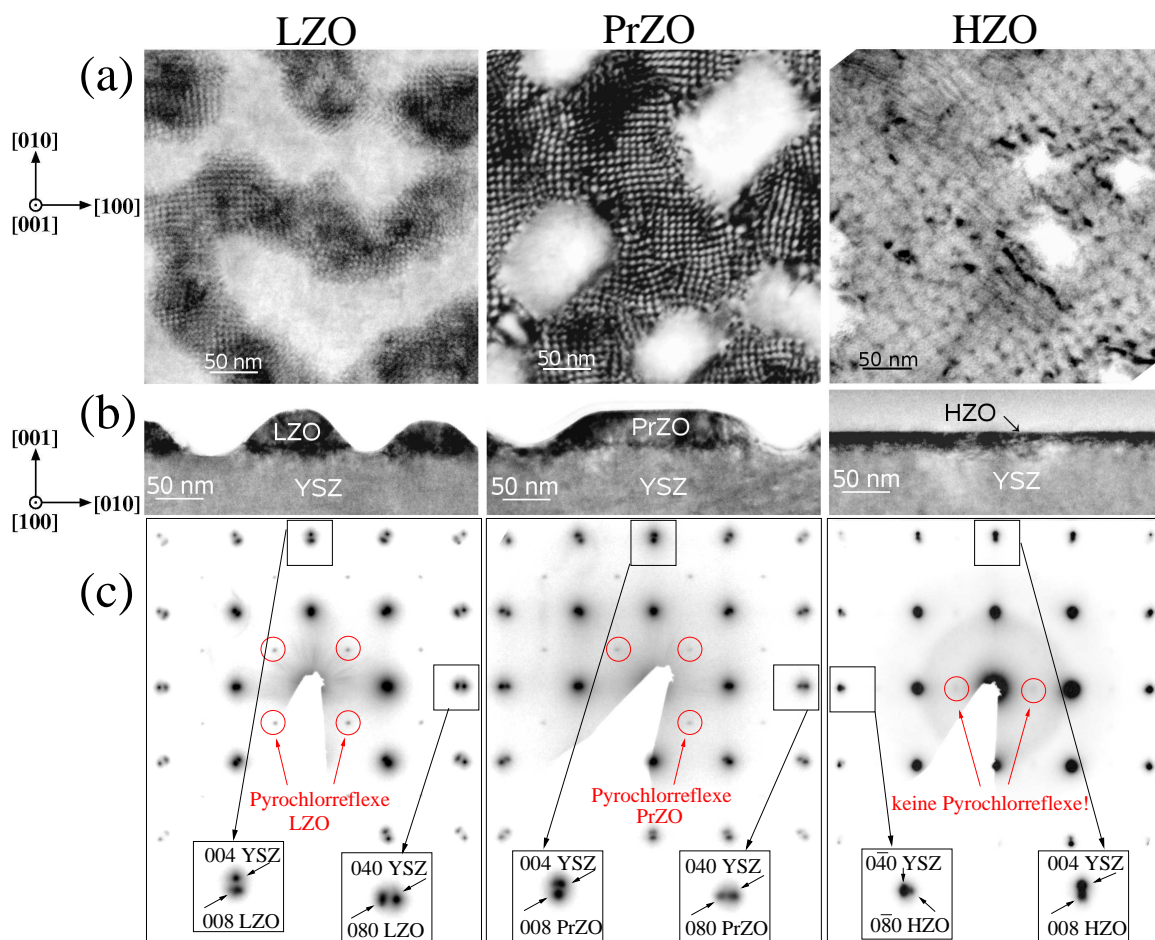 LZO
PrZO
HZO
(a)
[010]
[100]
[001]
50 nm
50 nm
50 nm
(b)
[001]
[010]
[100]
LZO
YSZ
50 nm
PrZO
YSZ
50 nm
HZO
YSZ
50 nm
(c)
Pyrochlorreflexe
LZO
Pyrochlorreflexe
PrZO
keine Pyrochlorreflexe!
004 YSZ
008 LZO
040 YSZ
080 LZO
004 YSZ
008 PrZO
040 YSZ
080 PrZO
04̅0 YSZ
08̅0 HZO
004 YSZ
008 HZO